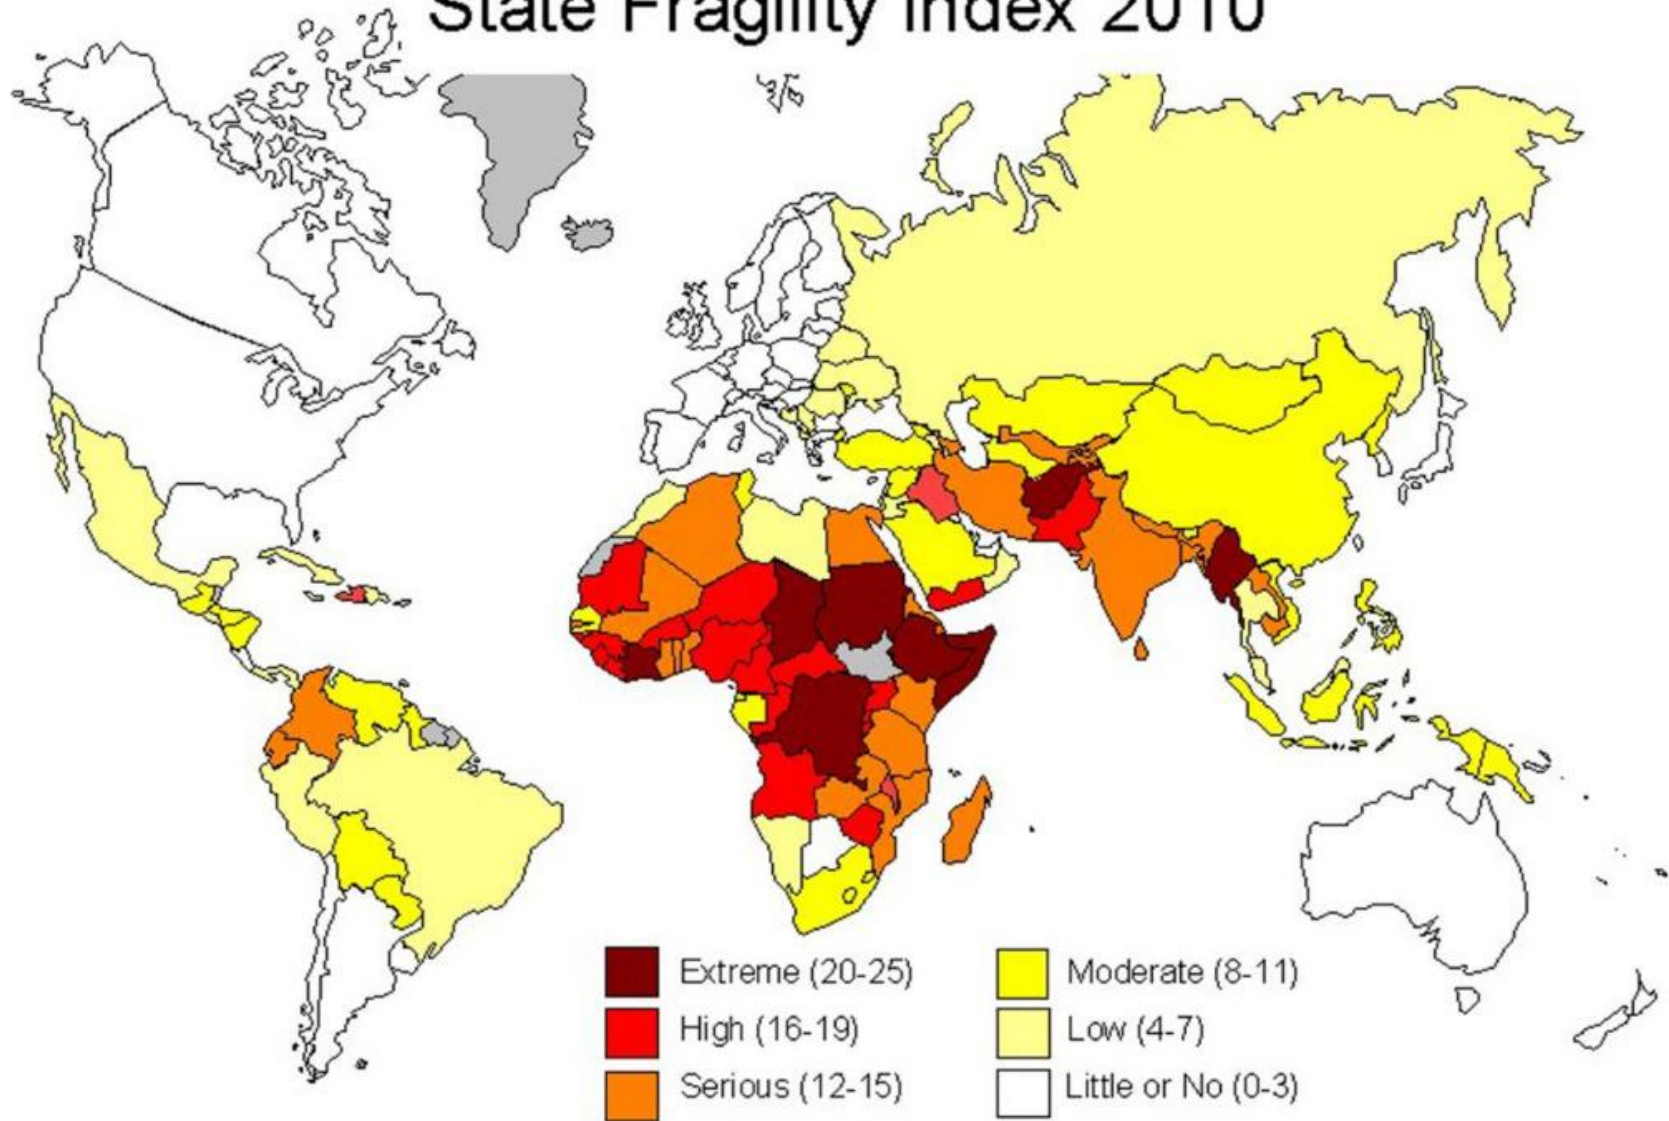 State Fragility Index 2010
Extreme (20-25)
High (16-19)
Serious (12-15)
Moderate (8-11)
Low (4-7)
Little or No (0-3)